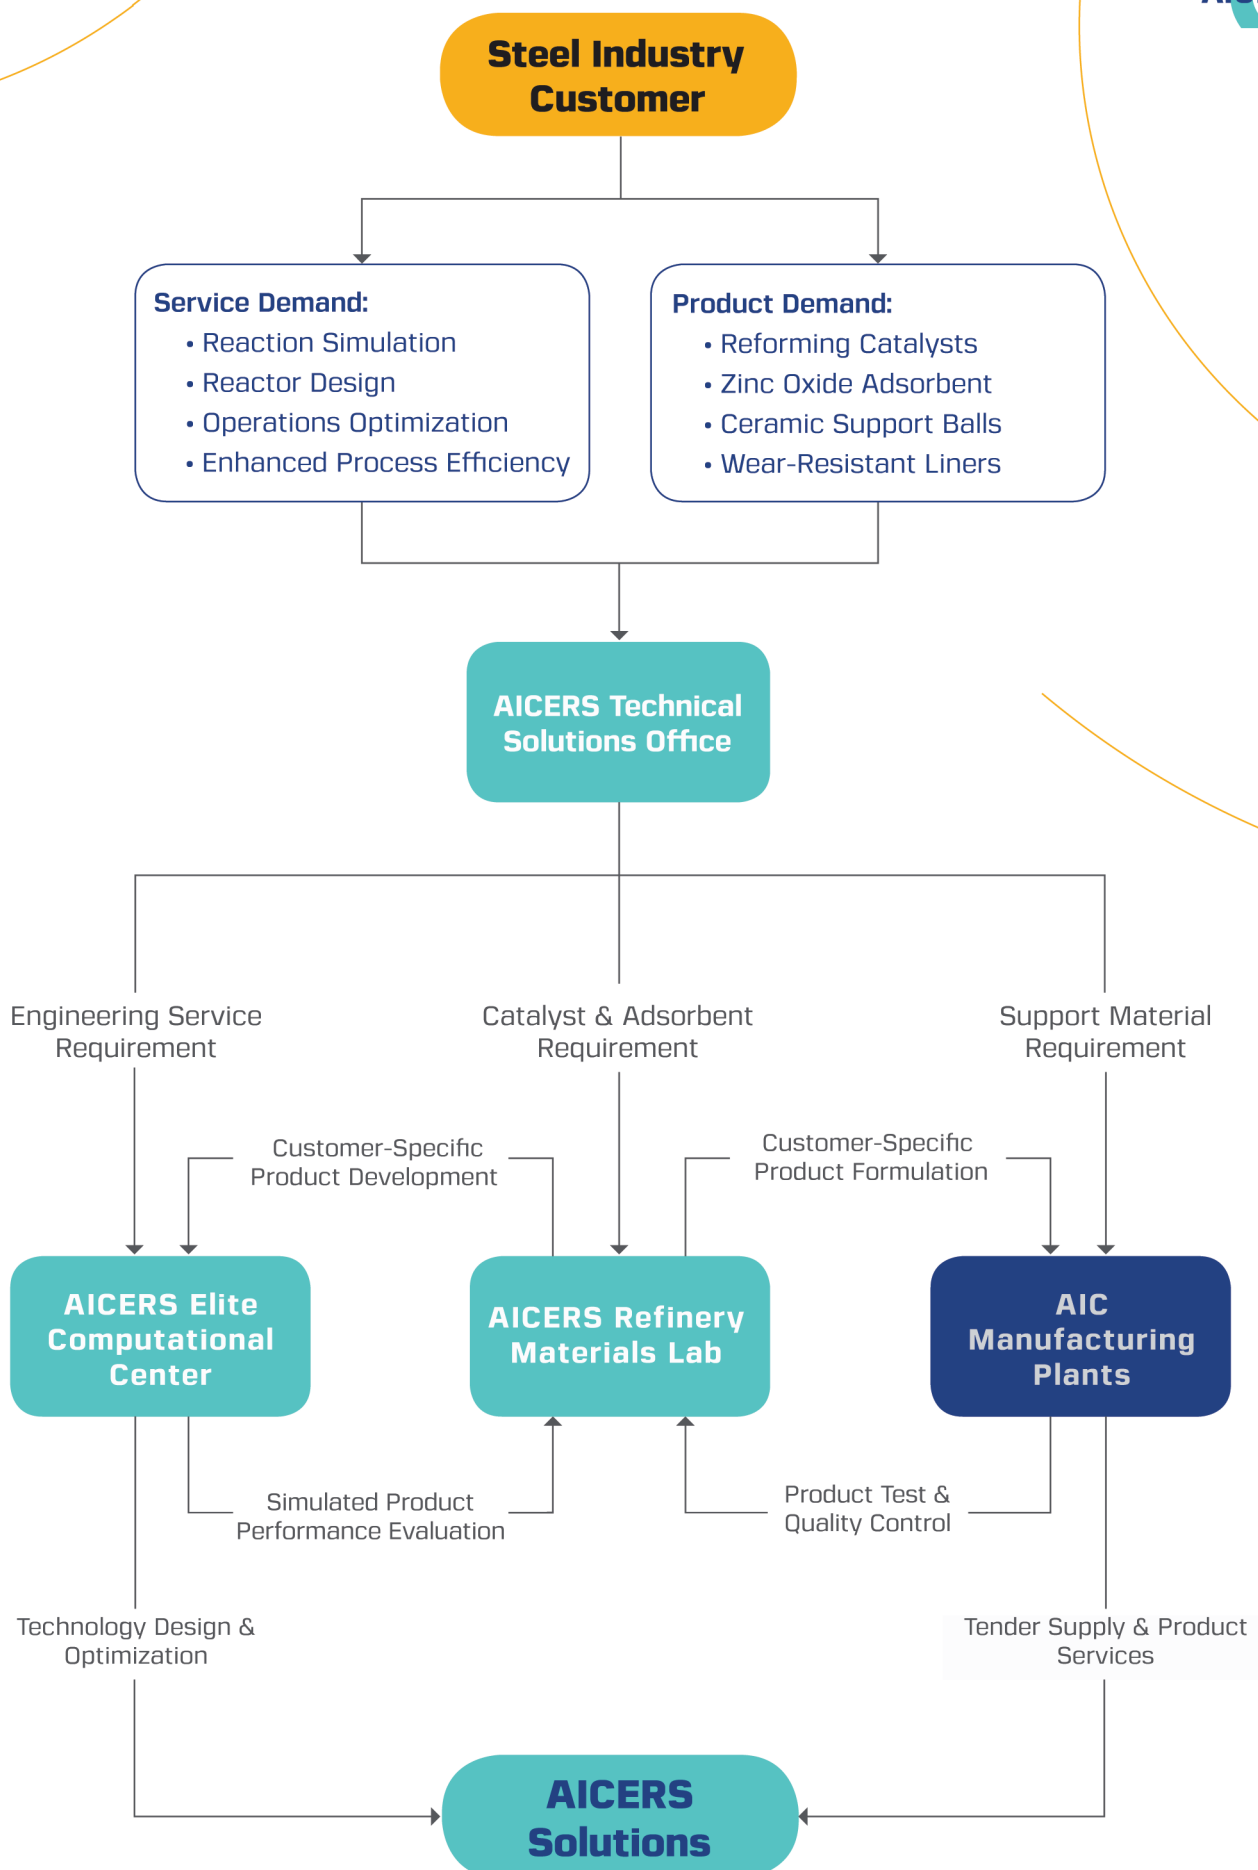 Steel Industry
Customer
Service Demand:
• Reaction Simulation
• Reactor Design
• Operations Optimization
• Enhanced Process Efficiency
Product Demand:
• Reforming Catalysts
• Zinc Oxide Adsorbent
• Ceramic Support Balls
• Wear-Resistant Liners
AICERS Technical
Solutions Office
Engineering Service
Requirement
Catalyst & Adsorbent
Requirement
Support Material
Requirement
Customer-Specific
Product Development
Customer-Specific
Product Formulation
AICERS Elite
Computational
Center
AICERS Refinery
Materials Lab
AIC
Manufacturing
Plants
Simulated Product
Performance Evaluation
Product Test &
Quality Control
Technology Design &
Optimization
Tender Supply & Product
Services
AICERS
Solutions